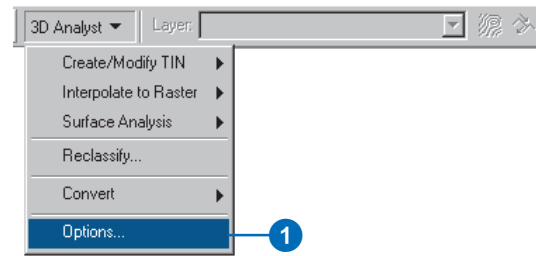 3D Analyst Layer:
Create/Modify TIN
Interpolate to Raster
Surface Analysis
Reclassify...
Convert
Options...
1